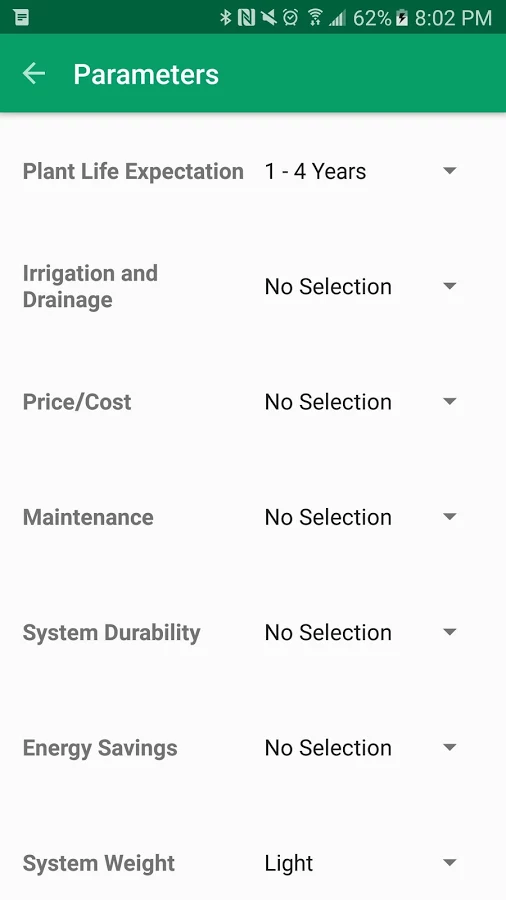 62% 8:02 PM
Parameters
Plant Life Expectation 1 - 4 Years
Irrigation and
Drainage
No Selection
Price/Cost No Selection
Maintenance No Selection
System Durability No Selection
Energy Savings No Selection
System Weight Light